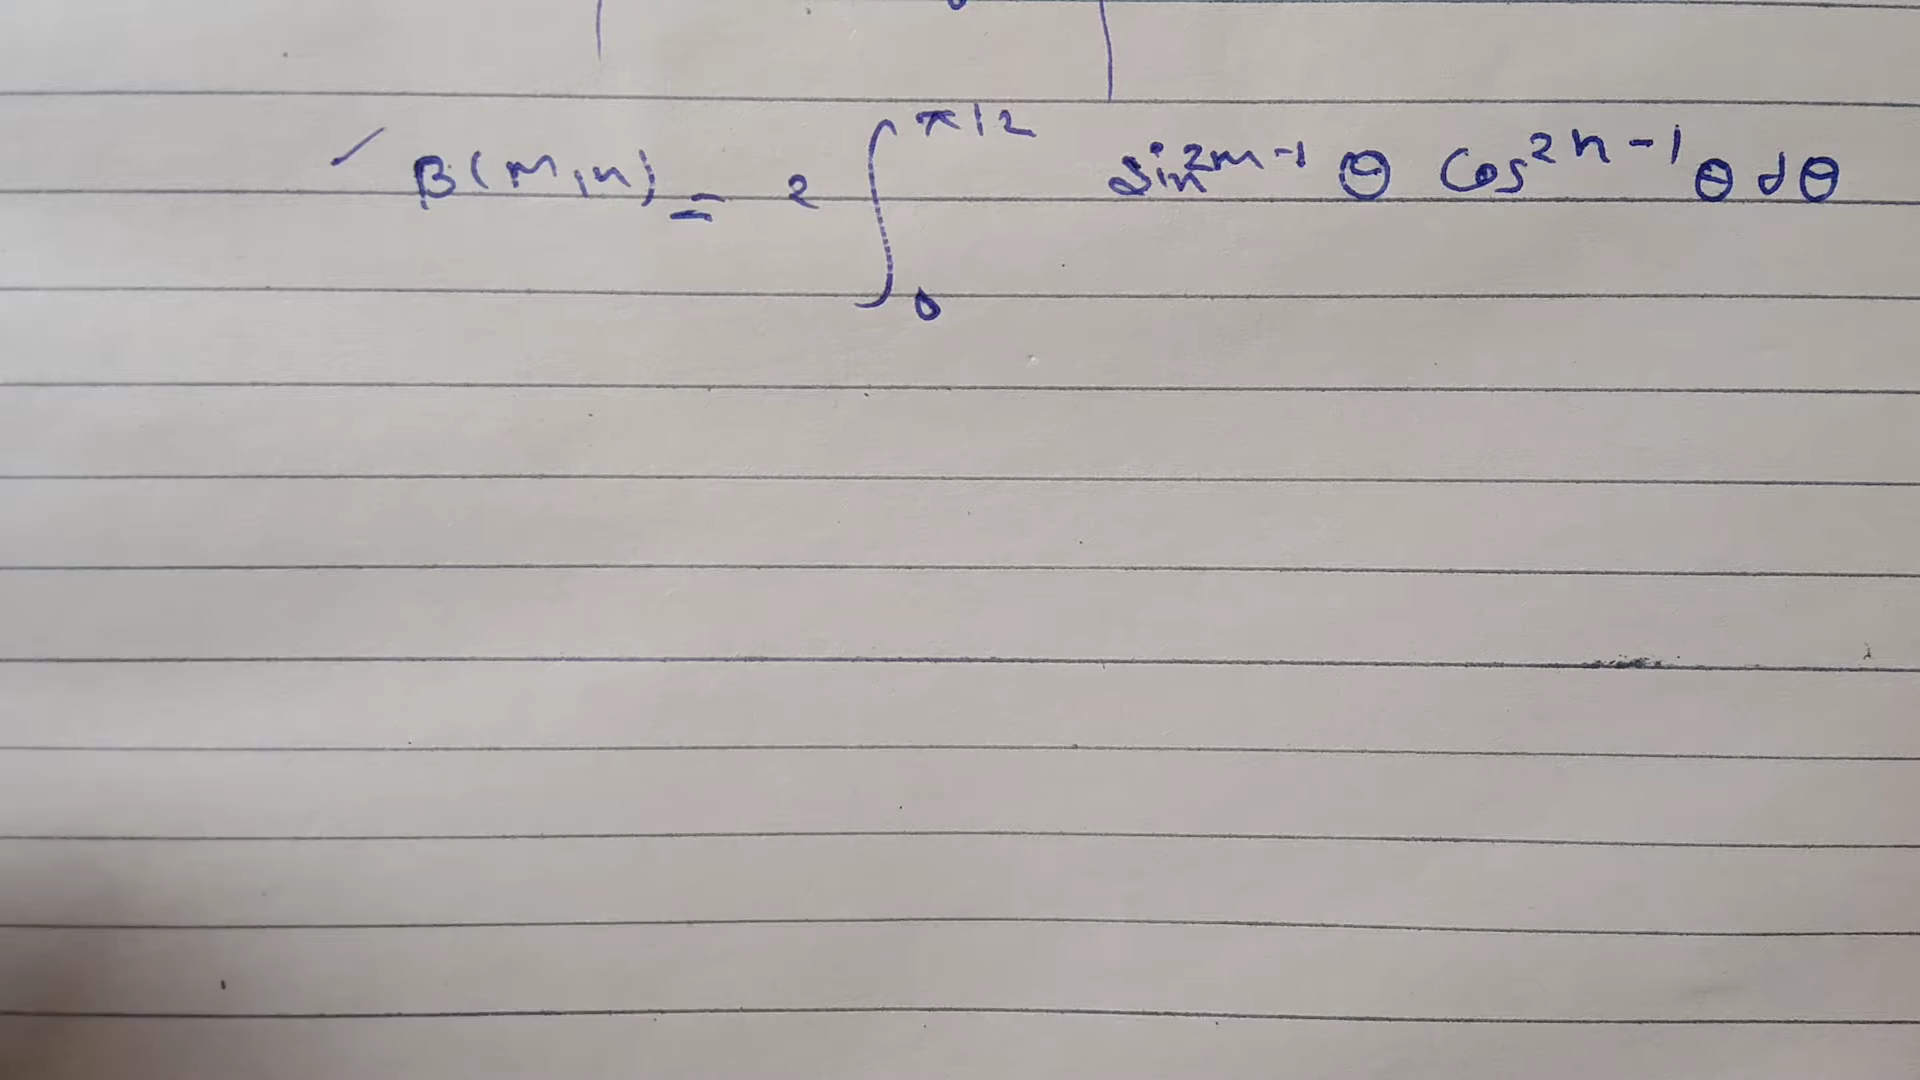 β(m,n) = 2 ∫₀^π/2 sin^2m-1 θ cos^2n-1 θ dθ